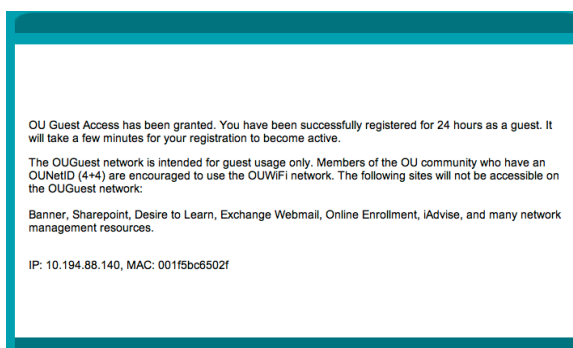 OU Guest Access has been granted. You have been successfully registered for 24 hours as a guest. It
will take a few minutes for your registration to become active.
The OUGuest network is intended for guest usage only. Members of the OU community who have an
OUNetID (4+4) are encouraged to use the OUWiFi network. The following sites will not be accessible on
the OUGuest network:
Banner, Sharepoint, Desire to Learn, Exchange Webmail, Online Enrollment, iAdvise, and many network
management resources.
IP: 10.194.88.140, MAC: 001f5bc6502f